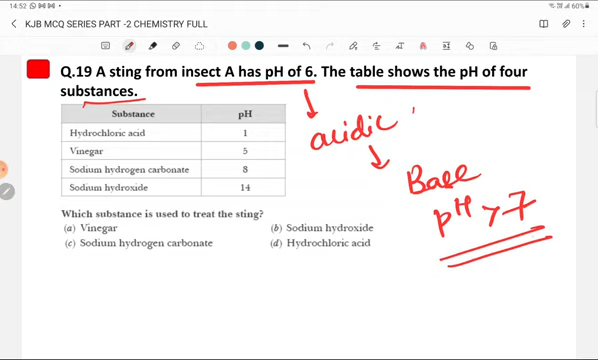 14:52
60%
KJB MCQ SERIES PART -2 CHEMISTRY FULL
Q.19 A sting from insect A has pH of 6. The table shows the pH of four
substances.
Substance pH
Hydrochloric acid 1
Vinegar 5
Sodium hydrogen carbonate 8
Sodium hydroxide 14
acidic
Base
pH > 7
Which substance is used to treat the sting?
(a) Vinegar (b) Sodium hydroxide
(c) Sodium hydrogen carbonate (d) Hydrochloric acid